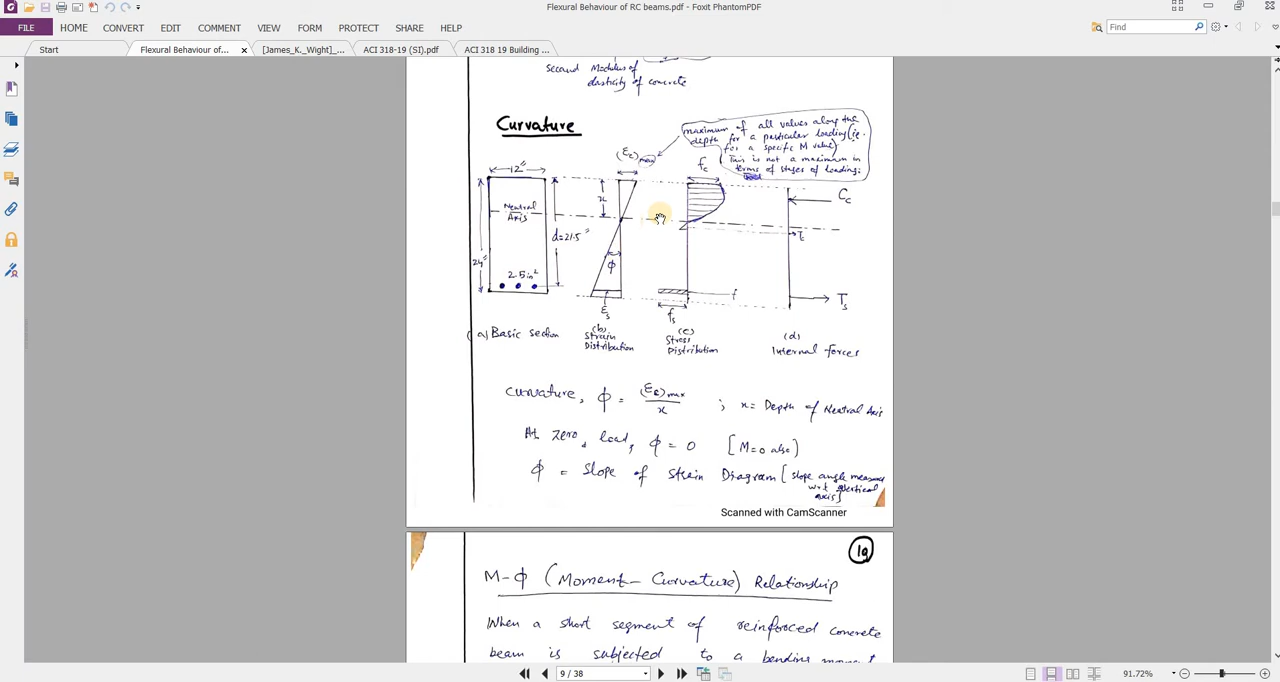 Flexural Behaviour of RC beams.pdf - Foxit PhantomPDF
FILE HOME CONVERT EDIT COMMENT VIEW FORM PROTECT SHARE HELP
Find
Start Flexural Behaviour of... [James_K._Wight]_... ACI 318-19 (SI).pdf ACI 318 19 Building ...
second Modulus of
elasticity of concrete
Curvature
maximum of all values along the
depth for a particular loading (ie.
for a specific M value)
This is not a maximum in
terms of stages of loading.
(εc)max
fc
12"
x
Cc
Neutral
Axis
d=21.5"
24"
ϕ
2.5 in²
εs
fs
Ts
(a) Basic section
(b)
Strain
Distribution
(c)
Stress
Distribution
(d)
Internal forces
Curvature, ϕ = (εc)max / x ; x = Depth of Neutral Axis
At zero load, ϕ = 0 [M=0 also]
ϕ = Slope of Strain Diagram [slope angle measure
w.r.t vertical
axis]
Scanned with CamScanner
19
M-ϕ (Moment-Curvature) Relationship
When a short segment of reinforced concrete
beam is subjected to a bending moment
9 / 38
91.72%